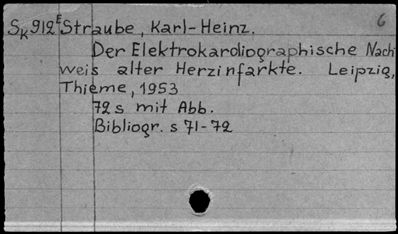 6
SK912E Straube, Karl-Heinz.
Der Elektrokardiographische Nach
weis alter Herzinfarkte. Leipzig,
Thieme, 1953
72 s mit Abb.
Bibliogr. s 71-72